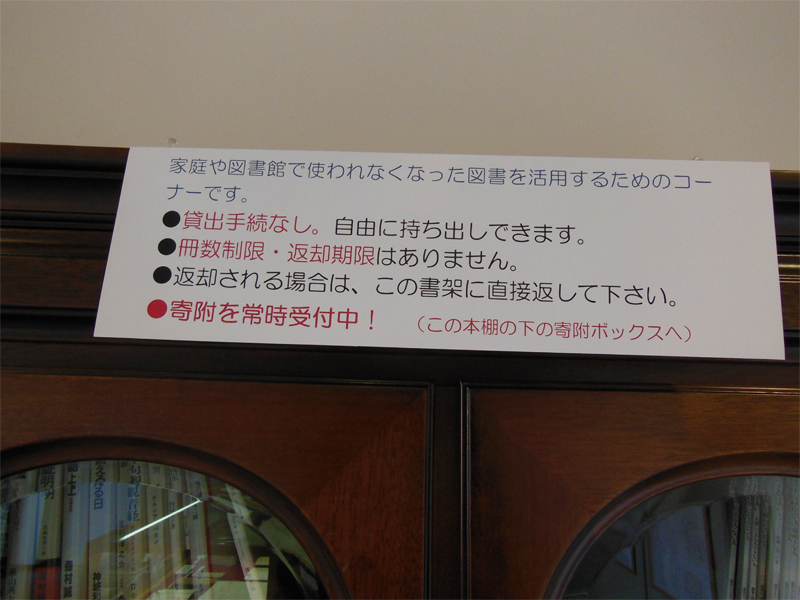 家庭や図書館で使われなくなった図書を活用するためのコー
ナーです。
●貸出手続なし。自由に持ち出しできます。
●冊数制限・返却期限はありません。
●返却される場合は、この書架に直接返して下さい。
●寄附を常時受付中！ （この本棚の下の寄附ボックスへ）